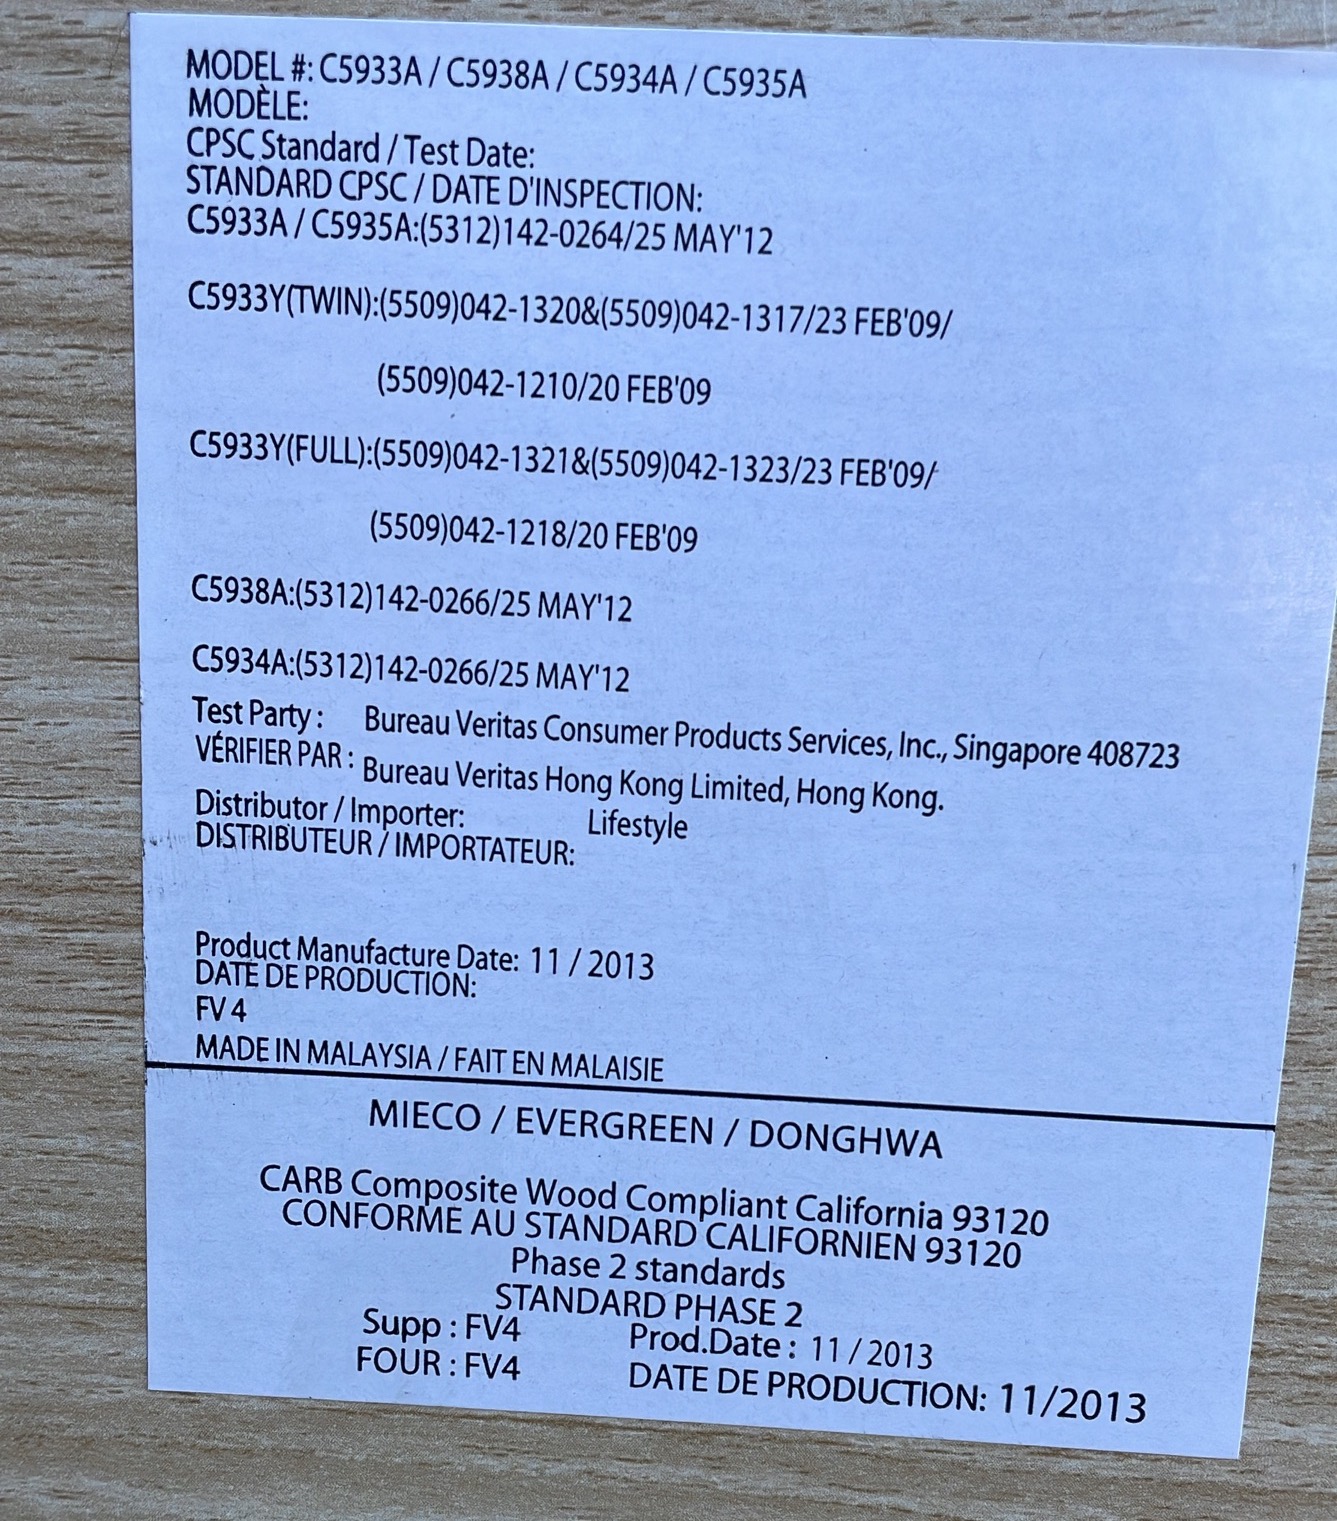 MODEL #: C5933A / C5938A / C5934A / C5935A
MODÈLE:
CPSC Standard / Test Date:
STANDARD CPSC / DATE D'INSPECTION:
C5933A / C5935A:(5312)142-0264/25 MAY'12
C5933Y(TWIN):(5509)042-1320&(5509)042-1317/23 FEB'09/
(5509)042-1210/20 FEB'09
C5933Y(FULL):(5509)042-1321&(5509)042-1323/23 FEB'09/
(5509)042-1218/20 FEB'09
C5938A:(5312)142-0266/25 MAY'12
C5934A:(5312)142-0266/25 MAY'12
Test Party : Bureau Veritas Consumer Products Services, Inc., Singapore 408723
VÉRIFIER PAR : Bureau Veritas Hong Kong Limited, Hong Kong.
Distributor / Importer: Lifestyle
DISTRIBUTEUR / IMPORTATEUR:
Product Manufacture Date: 11 / 2013
DATE DE PRODUCTION:
FV 4
MADE IN MALAYSIA / FAIT EN MALAISIE
MIECO / EVERGREEN / DONGHWA
CARB Composite Wood Compliant California 93120
CONFORME AU STANDARD CALIFORNIEN 93120
Phase 2 standards
STANDARD PHASE 2
Supp : FV4 Prod.Date : 11 / 2013
FOUR : FV4 DATE DE PRODUCTION: 11/2013